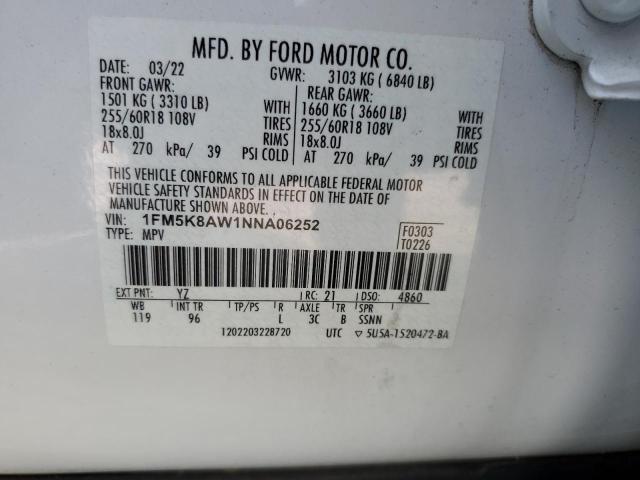 MFD. BY FORD MOTOR CO.
DATE: 03/22 GVWR: 3103 KG ( 6840 LB)
FRONT GAWR: REAR GAWR:
1501 KG ( 3310 LB) WITH 1660 KG ( 3660 LB) WITH
255/60R18 108V TIRES 255/60R18 108V TIRES
18x8.0J RIMS 18x8.0J RIMS
AT 270 kPa/ 39 PSI COLD AT 270 kPa/ 39 PSI COLD
THIS VEHICLE CONFORMS TO ALL APPLICABLE FEDERAL MOTOR
VEHICLE SAFETY STANDARDS IN EFFECT ON THE DATE OF
MANUFACTURE SHOWN ABOVE.
VIN: 1FM5K8AW1NNA06252 F0303
TYPE: MPV T0226
EXT PNT: YZ RC: 21 DSO: 4860
WB INT TR TP/PS R AXLE TR SPR
119 96 L 3C B SSNN
1202203228720 UTC ▽ 5U5A-1520472-BA